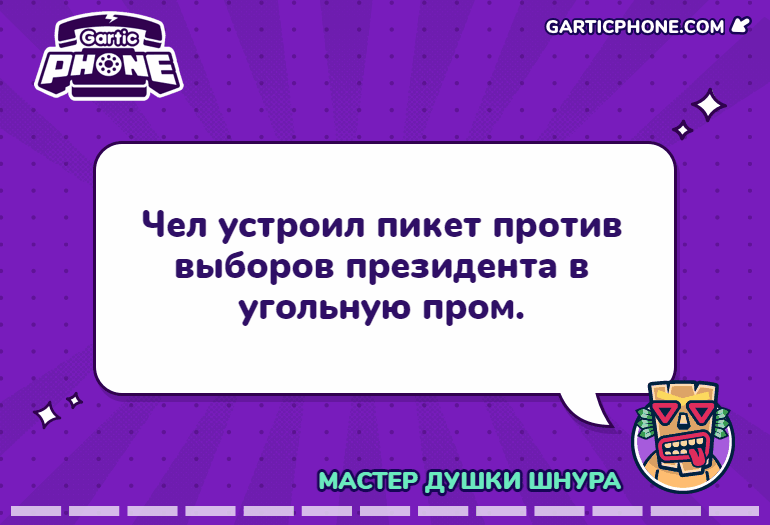 Gartic
PHONE
GARTICPHONE.COM
Чел устроил пикет против
выборов президента в
угольную пром.
МАСТЕР ДУШКИ ШНУРА